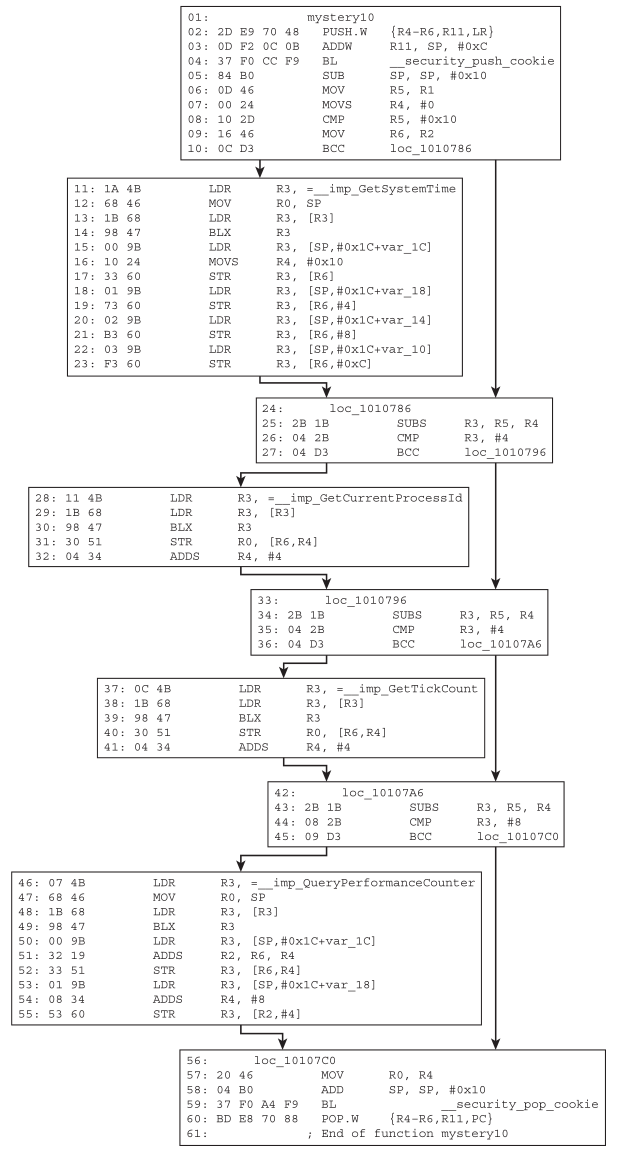 01: mystery10
02: 2D E9 70 48 PUSH.W {R4-R6,R11,LR}
03: 0D F2 0C 0B ADDW R11, SP, #0xC
04: 37 F0 CC F9 BL __security_push_cookie
05: 84 B0 SUB SP, SP, #0x10
06: 0D 46 MOV R5, R1
07: 00 24 MOVS R4, #0
08: 10 2D CMP R5, #0x10
09: 16 46 MOV R6, R2
10: 0C D3 BCC loc_1010786
11: 1A 4B LDR R3, =__imp_GetSystemTime
12: 68 46 MOV R0, SP
13: 1B 68 LDR R3, [R3]
14: 98 47 BLX R3
15: 00 9B LDR R3, [SP,#0x1C+var_1C]
16: 10 24 MOVS R4, #0x10
17: 33 60 STR R3, [R6]
18: 01 9B LDR R3, [SP,#0x1C+var_18]
19: 73 60 STR R3, [R6,#4]
20: 02 9B LDR R3, [SP,#0x1C+var_14]
21: B3 60 STR R3, [R6,#8]
22: 03 9B LDR R3, [SP,#0x1C+var_10]
23: F3 60 STR R3, [R6,#0xC]
24: loc_1010786
25: 2B 1B SUBS R3, R5, R4
26: 04 2B CMP R3, #4
27: 04 D3 BCC loc_1010796
28: 11 4B LDR R3, =__imp_GetCurrentProcessId
29: 1B 68 LDR R3, [R3]
30: 98 47 BLX R3
31: 30 51 STR R0, [R6,R4]
32: 04 34 ADDS R4, #4
33: loc_1010796
34: 2B 1B SUBS R3, R5, R4
35: 04 2B CMP R3, #4
36: 04 D3 BCC loc_10107A6
37: 0C 4B LDR R3, =__imp_GetTickCount
38: 1B 68 LDR R3, [R3]
39: 98 47 BLX R3
40: 30 51 STR R0, [R6,R4]
41: 04 34 ADDS R4, #4
42: loc_10107A6
43: 2B 1B SUBS R3, R5, R4
44: 08 2B CMP R3, #8
45: 09 D3 BCC loc_10107C0
46: 07 4B LDR R3, =__imp_QueryPerformanceCounter
47: 68 46 MOV R0, SP
48: 1B 68 LDR R3, [R3]
49: 98 47 BLX R3
50: 00 9B LDR R3, [SP,#0x1C+var_1C]
51: 32 19 ADDS R2, R6, R4
52: 33 51 STR R3, [R6,R4]
53: 01 9B LDR R3, [SP,#0x1C+var_18]
54: 08 34 ADDS R4, #8
55: 53 60 STR R3, [R2,#4]
56: loc_10107C0
57: 20 46 MOV R0, R4
58: 04 B0 ADD SP, SP, #0x10
59: 37 F0 A4 F9 BL __security_pop_cookie
60: BD E8 70 88 POP.W {R4-R6,R11,PC}
61: ; End of function mystery10